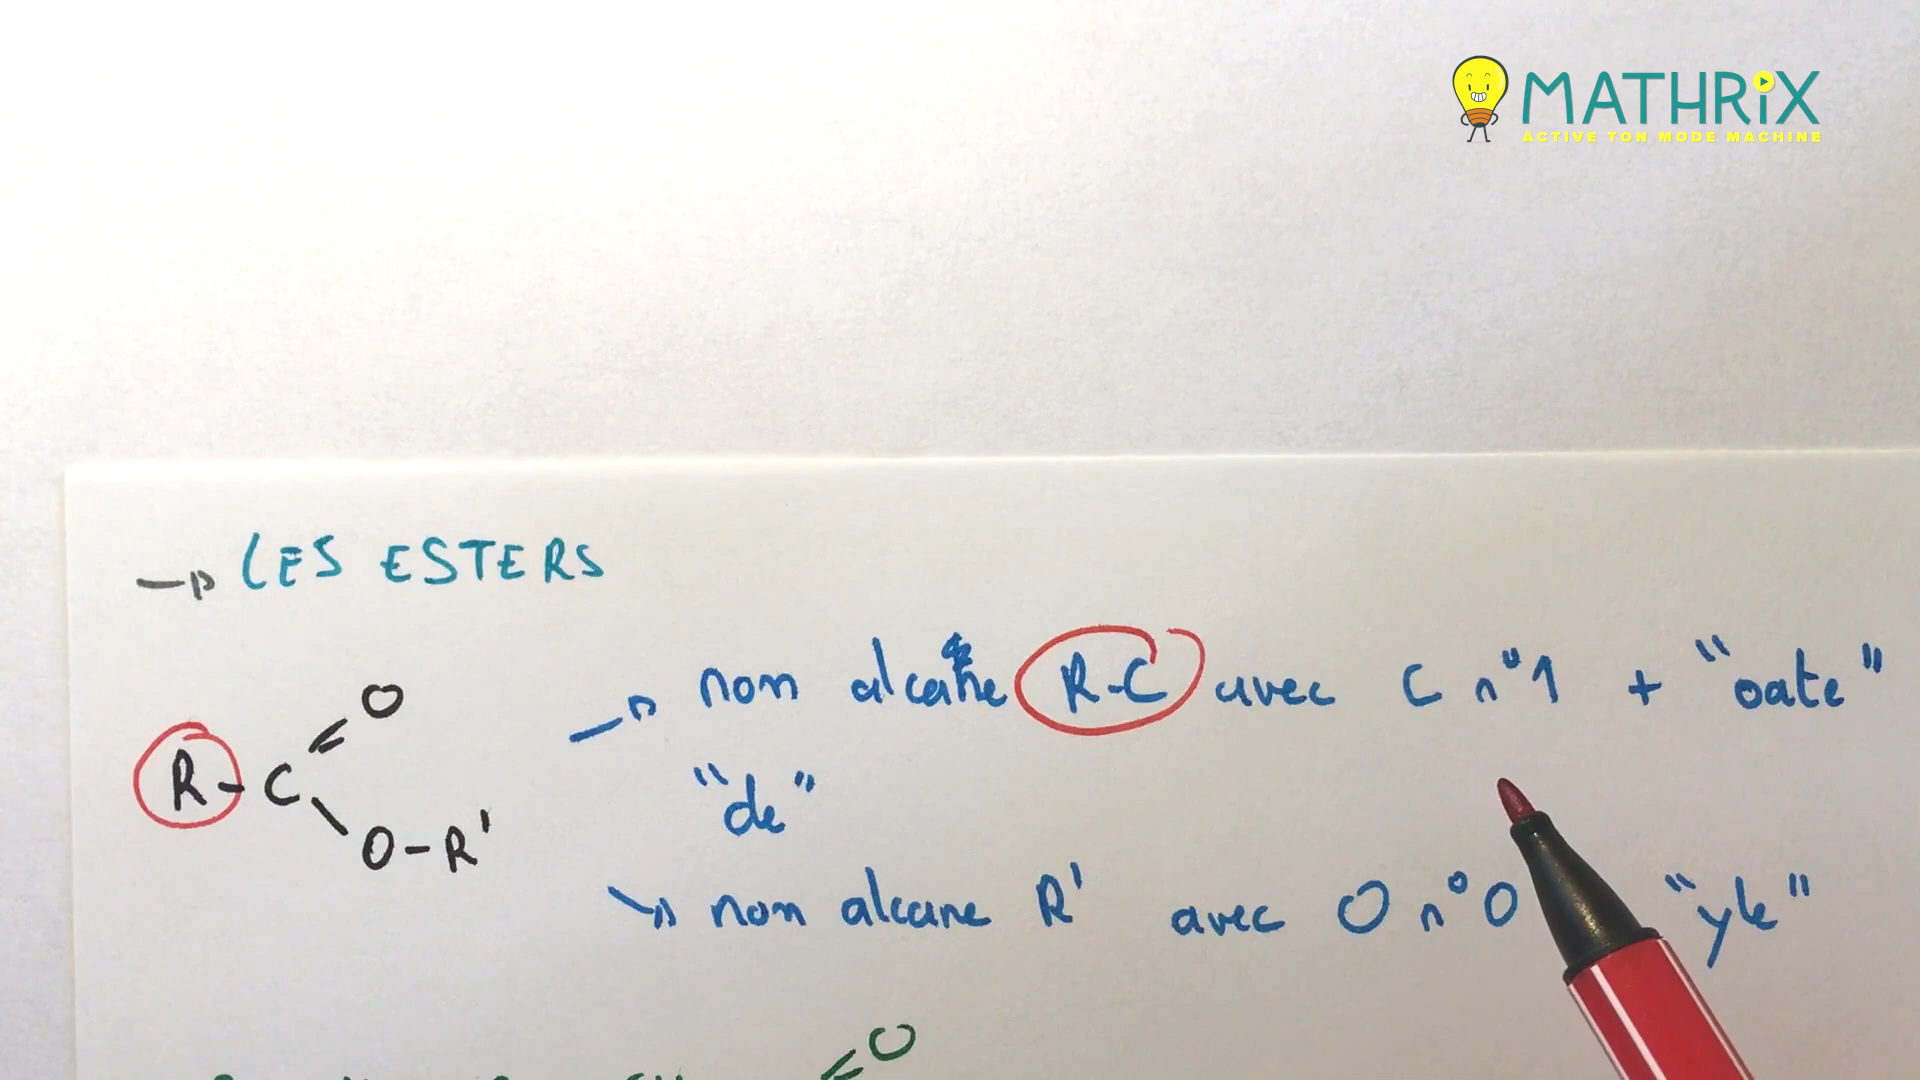 MATHRiX
ACTIVE TON MODE MACHINE
→ LES ESTERS
O
→ nom alcane R-C avec C n°1 + "oate"
R-C
"de"
O-R'
→ nom alcane R' avec O n°0 "yle"
O